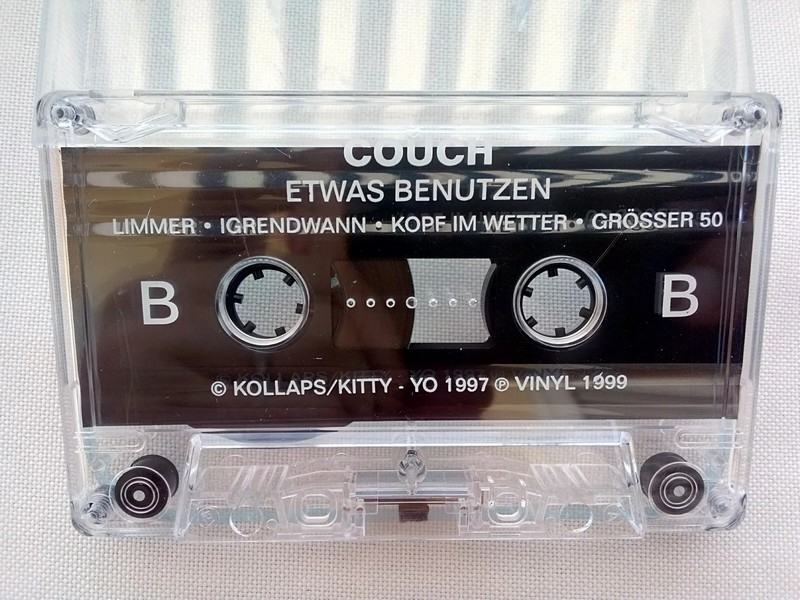 COUCH
ETWAS BENUTZEN
LIMMER • IGRENDWANN • KOPF IM WETTER • GRÖSSER 50
B B
© KOLLAPS/KITTY - YO 1997 ℗ VINYL 1999